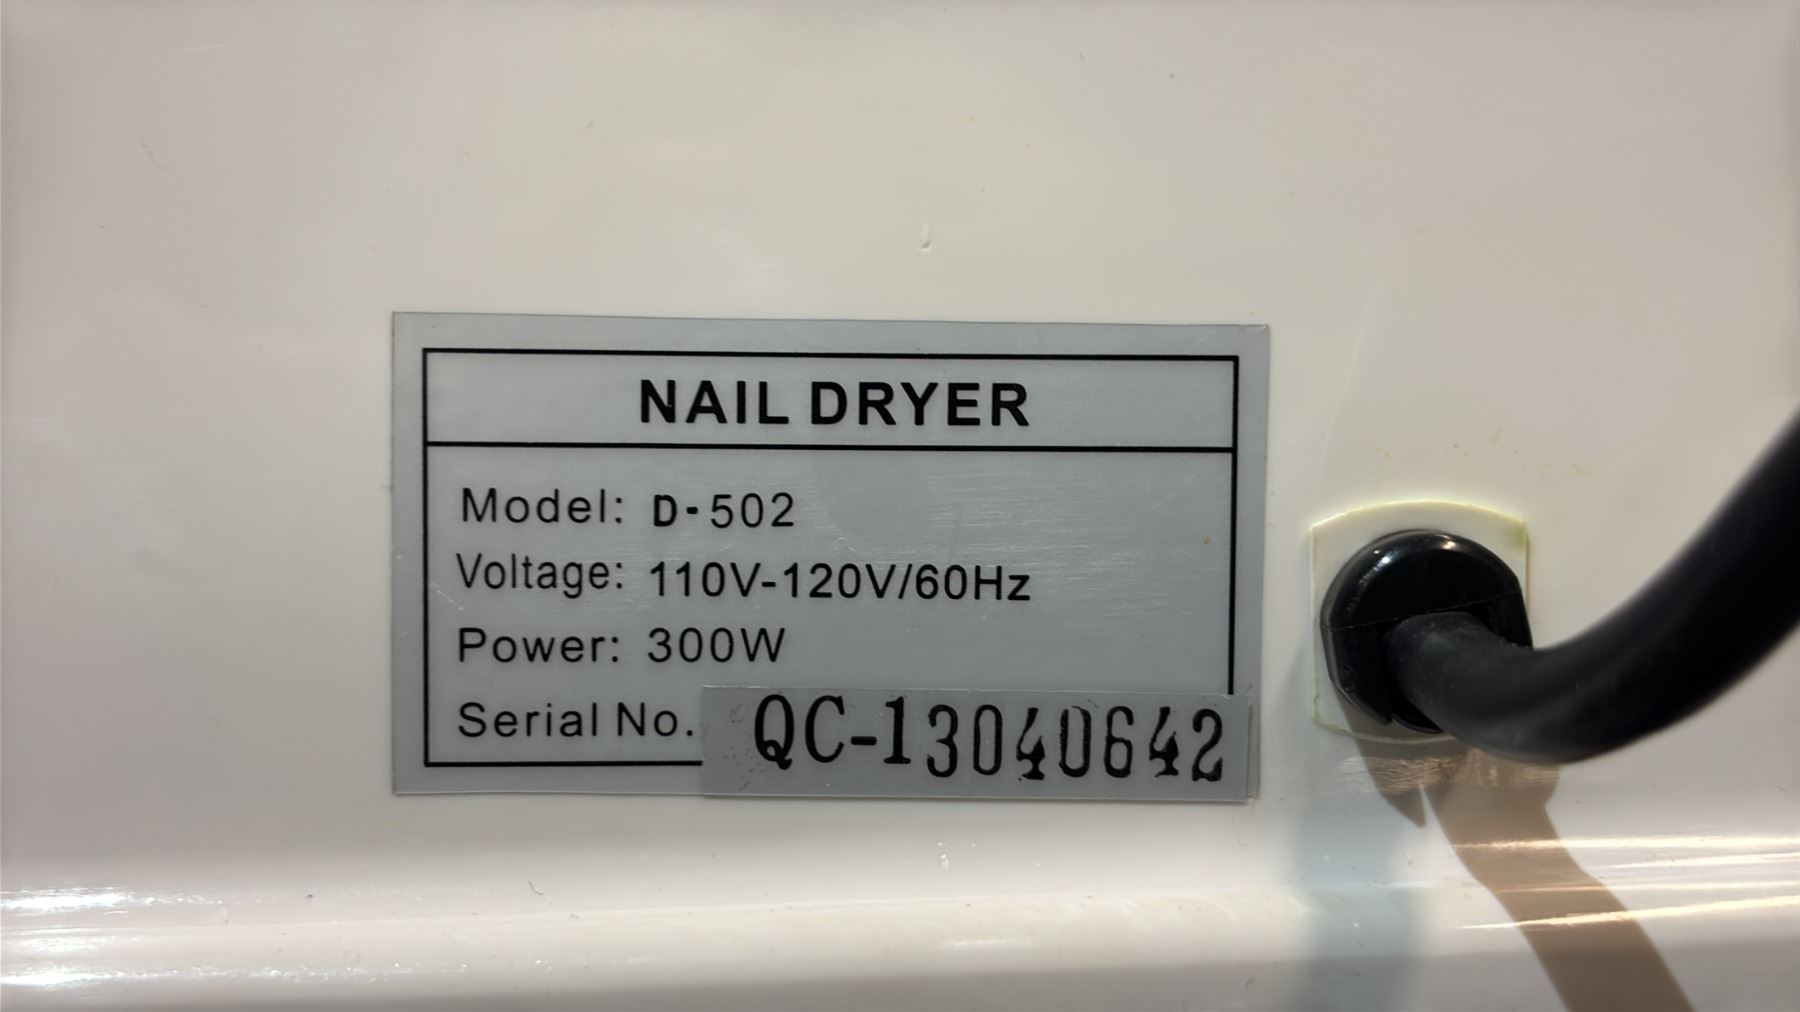 NAIL DRYER
Model: D-502
Voltage: 110V-120V/60Hz
Power: 300W
Serial No. QC-13040642